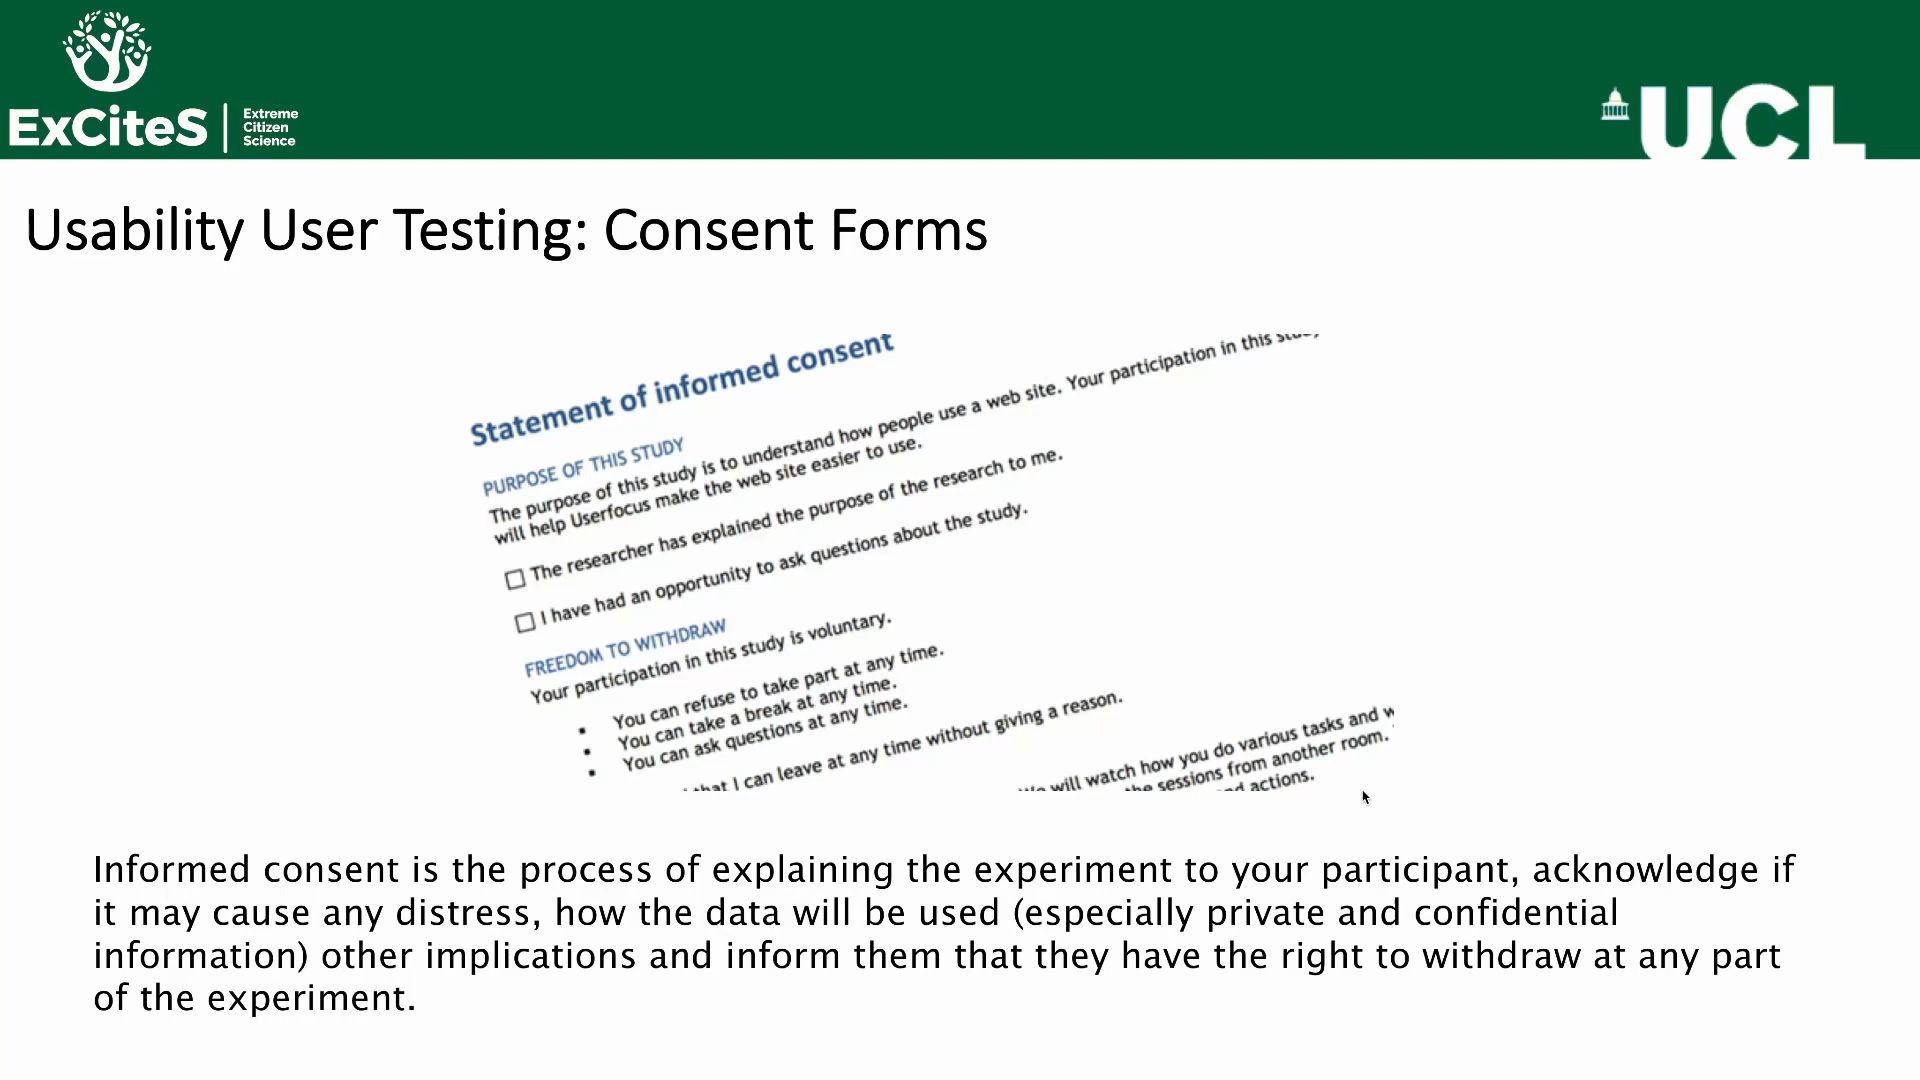 ExCiteS
Extreme
Citizen
Science
UCL
Usability User Testing: Consent Forms
Statement of informed consent
PURPOSE OF THIS STUDY
The purpose of this study is to understand how people use a web site. Your participation in this study
will help Userfocus make the web site easier to use.
The researcher has explained the purpose of the research to me.
I have had an opportunity to ask questions about the study.
FREEDOM TO WITHDRAW
Your participation in this study is voluntary.
You can refuse to take part at any time.
You can take a break at any time.
You can ask questions at any time.
that I can leave at any time without giving a reason.
We will watch how you do various tasks and
the sessions from another room.
actions.
Informed consent is the process of explaining the experiment to your participant, acknowledge if
it may cause any distress, how the data will be used (especially private and confidential
information) other implications and inform them that they have the right to withdraw at any part
of the experiment.